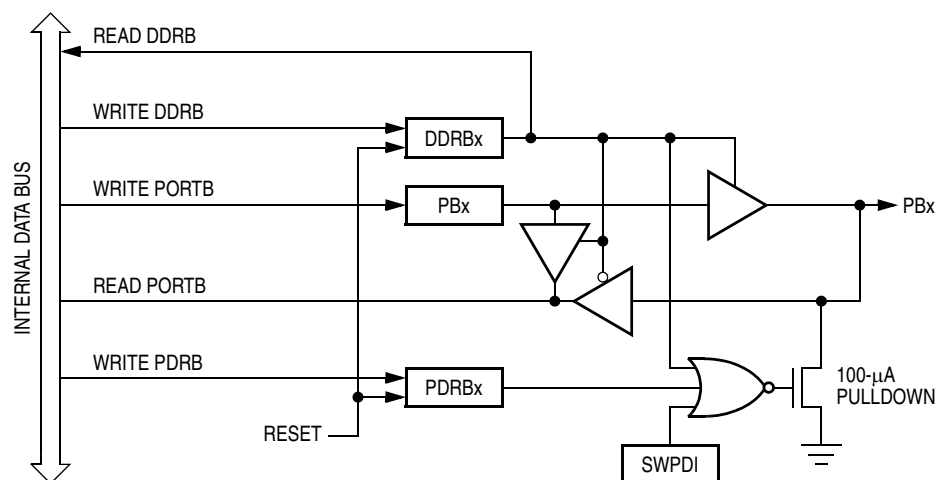 READ DDRB
WRITE DDRB
DDRBx
WRITE PORTB
PBx
PBx
INTERNAL DATA BUS
READ PORTB
WRITE PDRB
PDRBx
100-µA
PULLDOWN
RESET
SWPDI